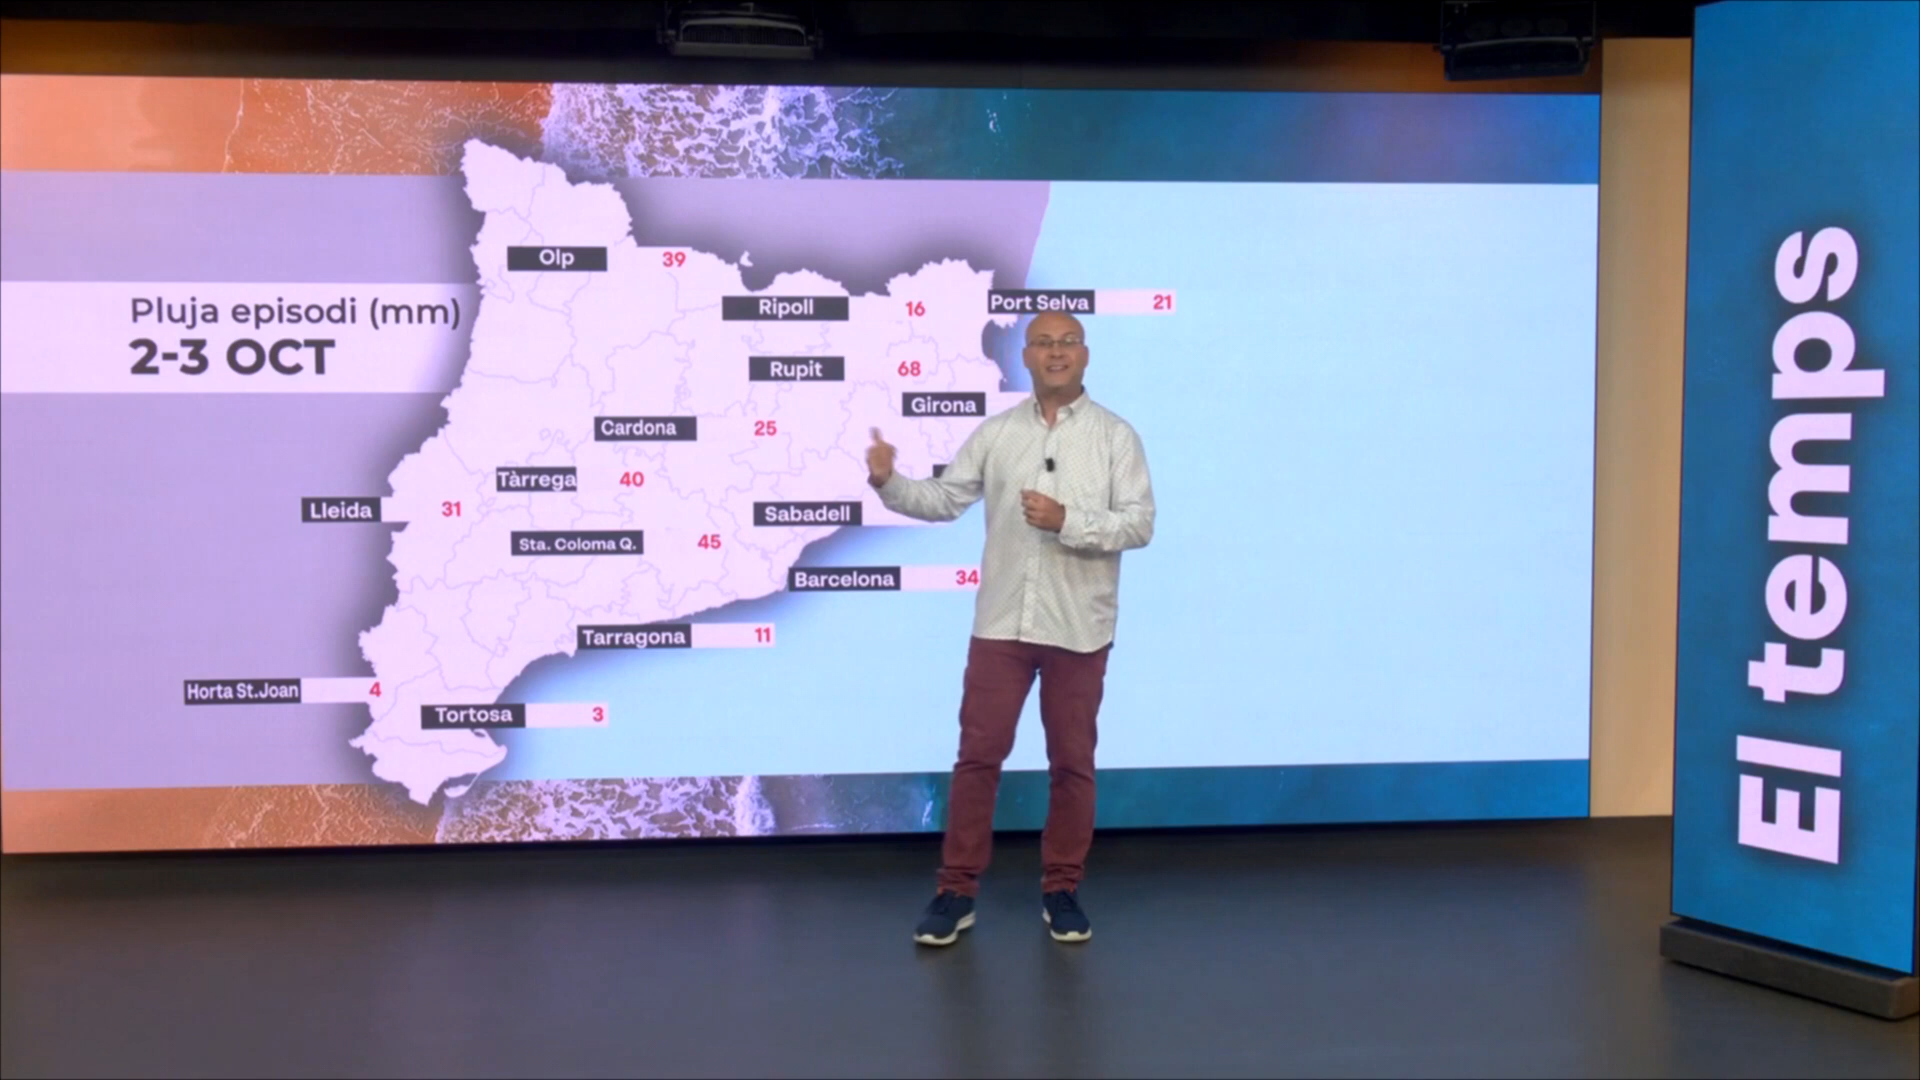 Olp 39
Pluja episodi (mm)
2-3 OCT
Ripoll 16
Port Selva 21
Rupit 68
Girona
Cardona 25
Tàrrega 40
Lleida 31
Sabadell
Sta. Coloma Q. 45
Barcelona 34
Tarragona 11
Horta St.Joan 4
Tortosa 3
El temps